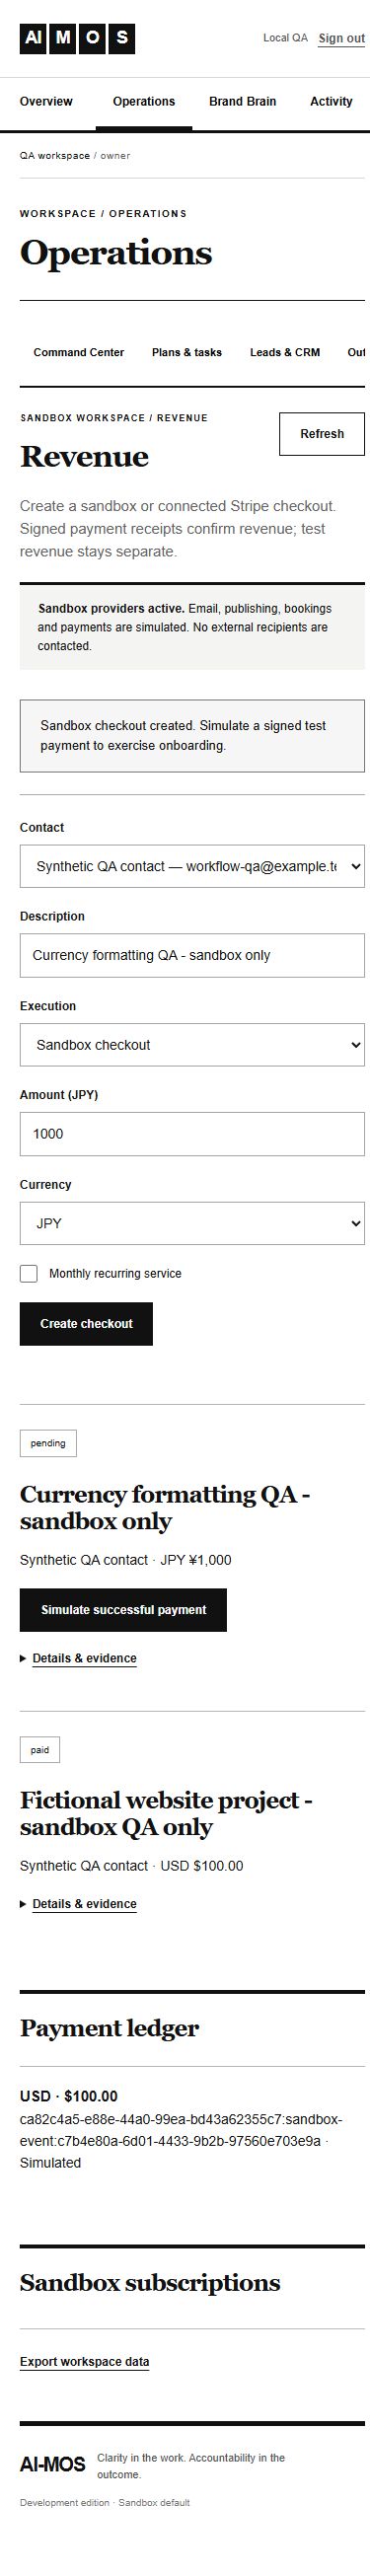 AI M O S
Local QA Sign out
Overview Operations Brand Brain Activity
QA workspace / owner
WORKSPACE / OPERATIONS
Operations
Command Center Plans & tasks Leads & CRM Out
SANDBOX WORKSPACE / REVENUE
Refresh
Revenue
Create a sandbox or connected Stripe checkout.
Signed payment receipts confirm revenue; test
revenue stays separate.
Sandbox providers active. Email, publishing, bookings
and payments are simulated. No external recipients are
contacted.
Sandbox checkout created. Simulate a signed test
payment to exercise onboarding.
Contact
Synthetic QA contact — workflow-qa@example.te
Description
Currency formatting QA - sandbox only
Execution
Sandbox checkout
Amount (JPY)
1000
Currency
JPY
Monthly recurring service
Create checkout
pending
Currency formatting QA -
sandbox only
Synthetic QA contact · JPY ¥1,000
Simulate successful payment
Details & evidence
paid
Fictional website project -
sandbox QA only
Synthetic QA contact · USD $100.00
Details & evidence
Payment ledger
USD · $100.00
ca82c4a5-e88e-44a0-99ea-bd43a62355c7:sandbox-
event:c7b4e80a-6d01-4433-9b2b-97560e703e9a ·
Simulated
Sandbox subscriptions
Export workspace data
AI-MOS Clarity in the work. Accountability in the
outcome.
Development edition · Sandbox default